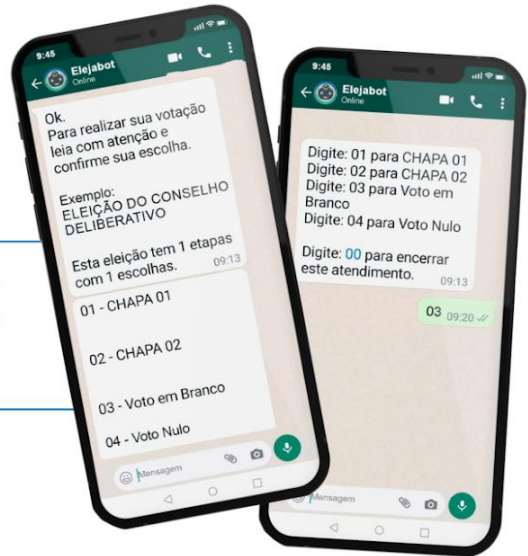 9:45
Elejabot
Online
Ok.
Para realizar sua votação
leia com atenção e
confirme sua escolha.
Exemplo:
ELEIÇÃO DO CONSELHO
DELIBERATIVO
Esta eleição tem 1 etapas
com 1 escolhas.
09:13
01 - CHAPA 01
02 - CHAPA 02
03 - Voto em Branco
04 - Voto Nulo
Mensagem
9:45
Elejabot
Online
Digite: 01 para CHAPA 01
Digite: 02 para CHAPA 02
Digite: 03 para Voto em
Branco
Digite: 04 para Voto Nulo
Digite: 00 para encerrar
este atendimento.
09:13
03 09:20
Mensagem